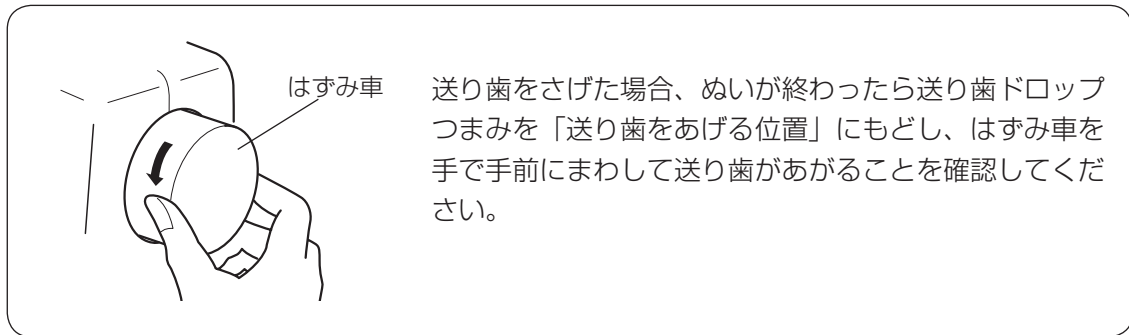 はずみ車
送り歯をさげた場合、ぬいが終わったら送り歯ドロップ
つまみを「送り歯をあげる位置」にもどし、はずみ車を
手で手前にまわして送り歯があがることを確認してくだ
さい。